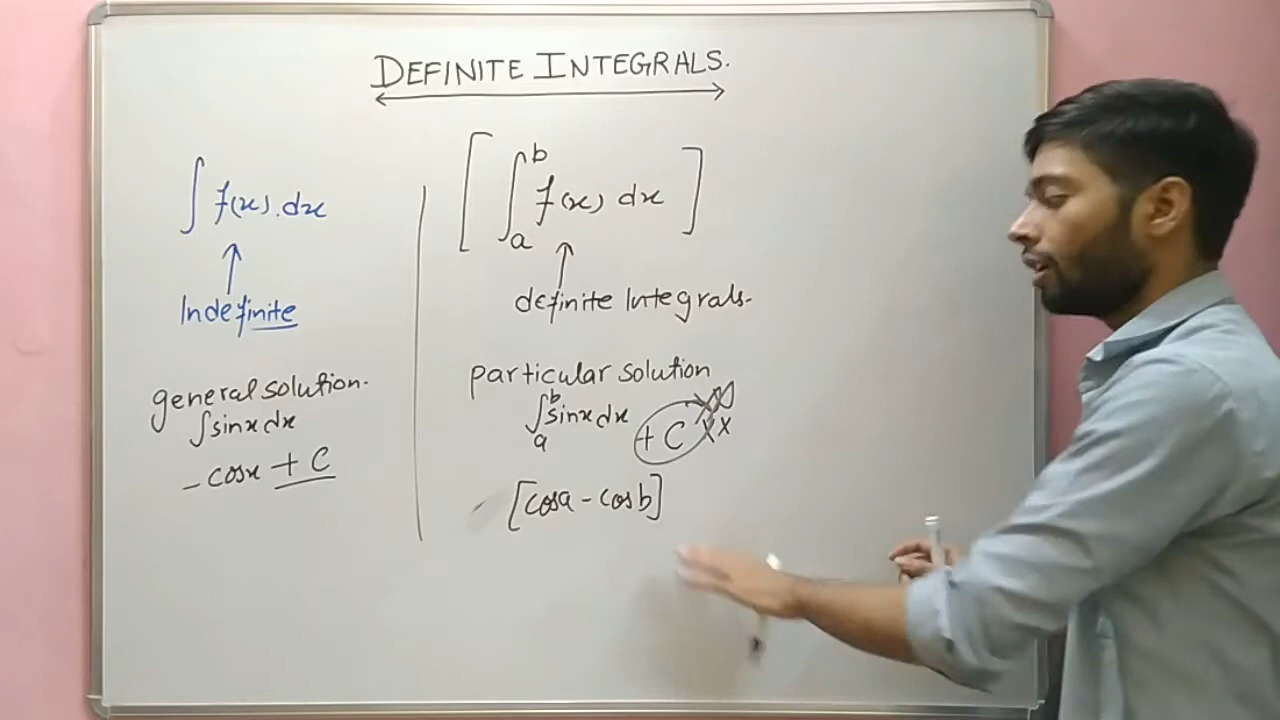 DEFINITE INTEGRALS.
∫ f(x). dx
Indefinite
general solution.
∫ sinx dx
- cosx + C
[ ∫_a^b f(x) dx ]
definite Integrals.
particular solution
∫_a^b sinx dx + C
[cosa - cosb]